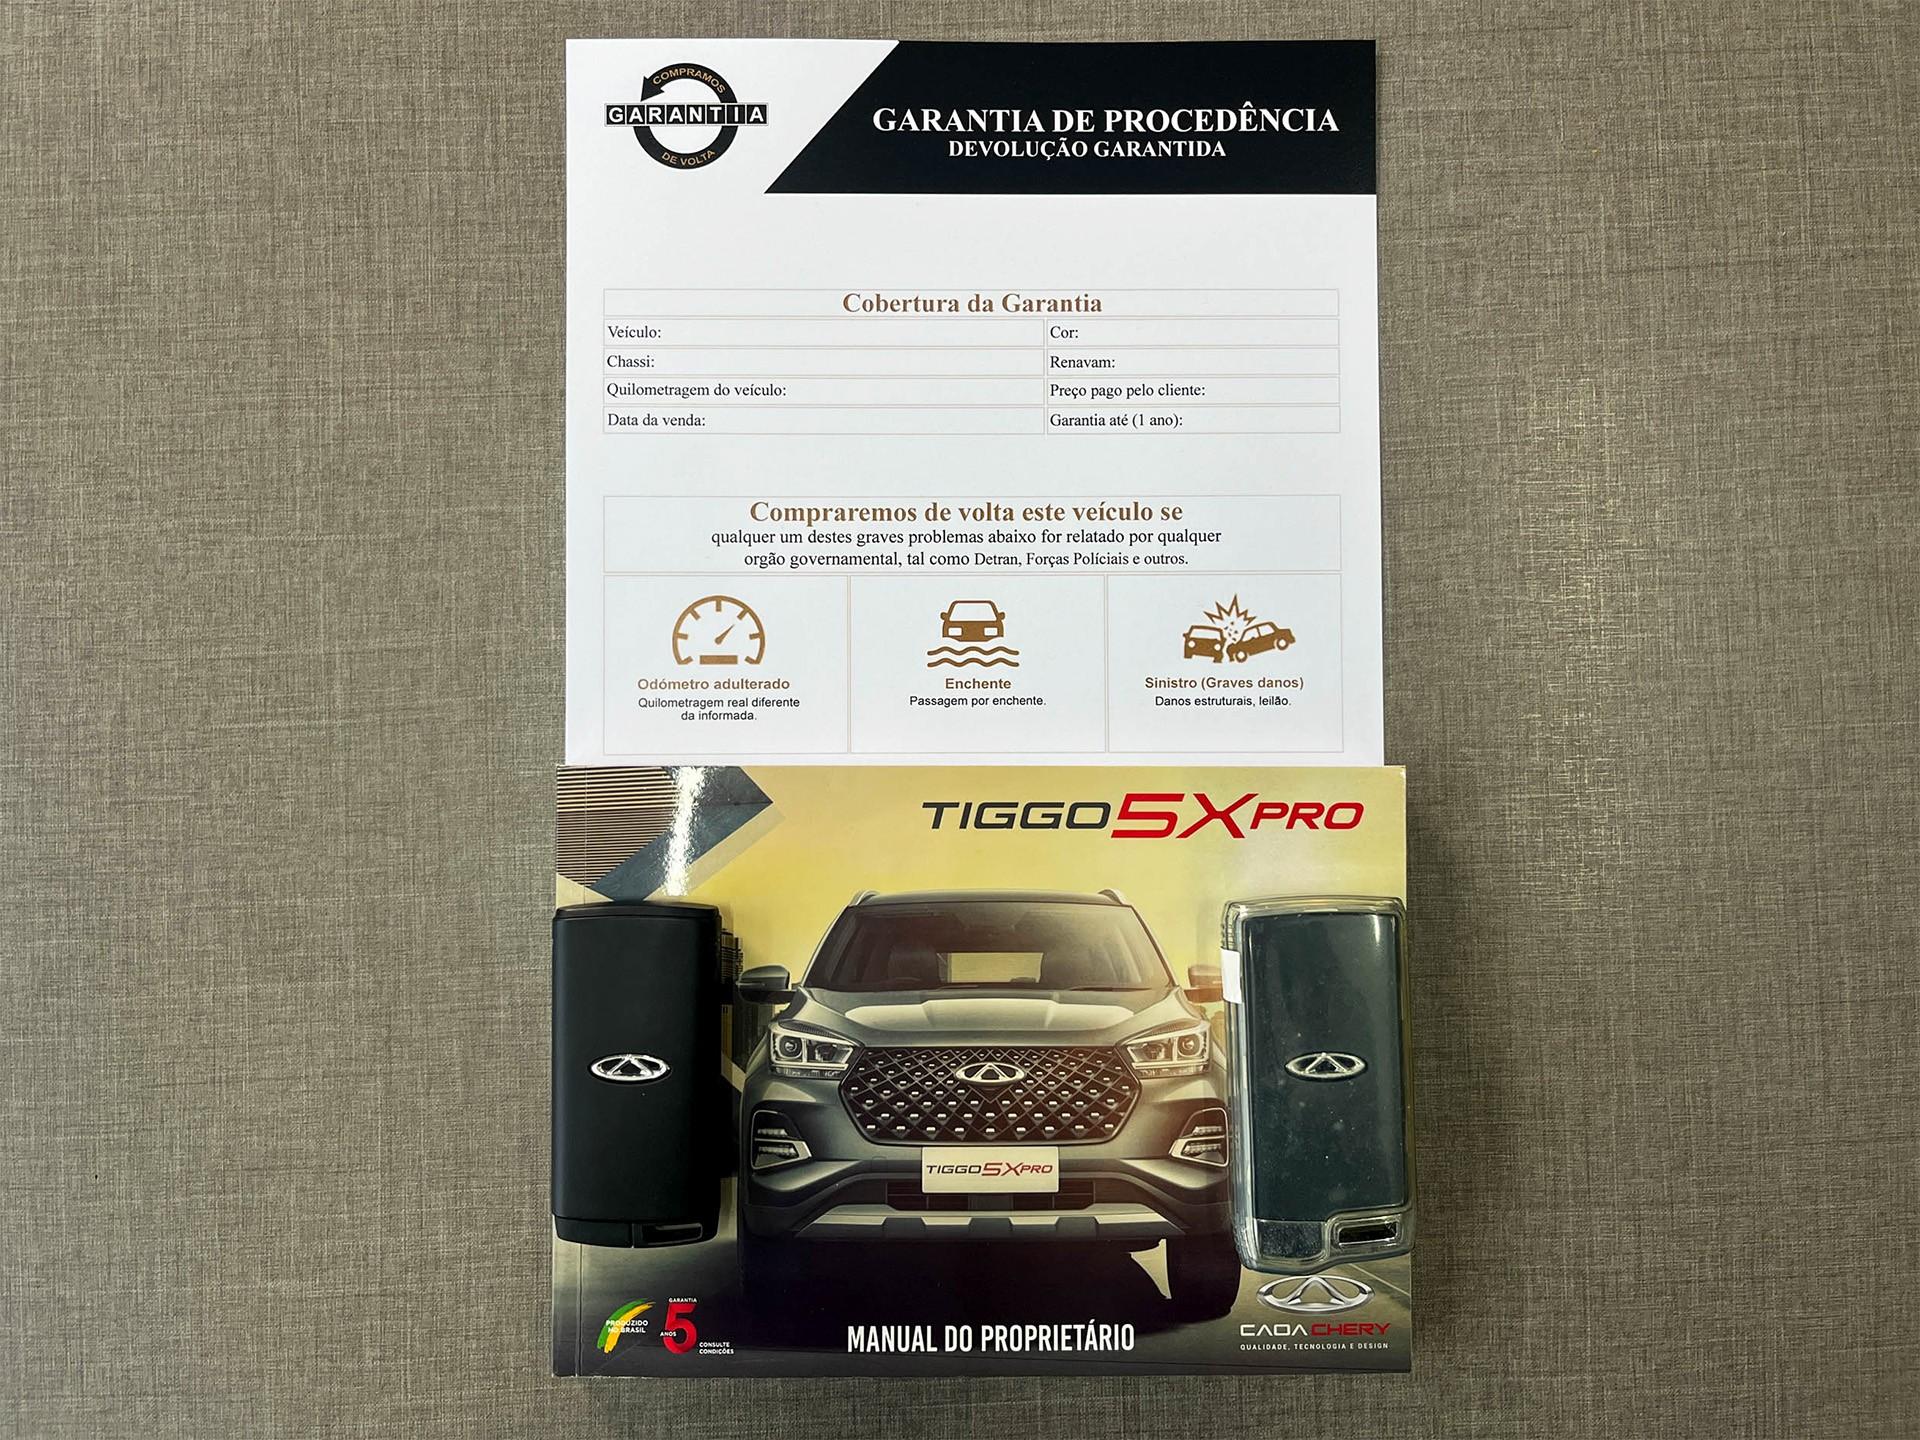 COMPRAMOS
GARANTIA
DE VOLTA
GARANTIA DE PROCEDÊNCIA
DEVOLUÇÃO GARANTIDA
Cobertura da Garantia
Veículo:
Cor:
Chassi:
Renavam:
Quilometragem do veículo:
Preço pago pelo cliente:
Data da venda:
Garantia até (1 ano):
Compraremos de volta este veículo se
qualquer um destes graves problemas abaixo for relatado por qualquer
orgão governamental, tal como Detran, Forças Políciais e outros.
Odómetro adulterado
Quilometragem real diferente
da informada.
Enchente
Passagem por enchente.
Sinistro (Graves danos)
Danos estruturais, leilão.
TIGGO 5X PRO
TIGGO 5X PRO
PRODUZIDO
NO BRASIL
GARANTIA
5
ANOS
CONSULTE
CONDIÇÕES
MANUAL DO PROPRIETÁRIO
CAOA CHERY
QUALIDADE, TECNOLOGIA E DESIGN